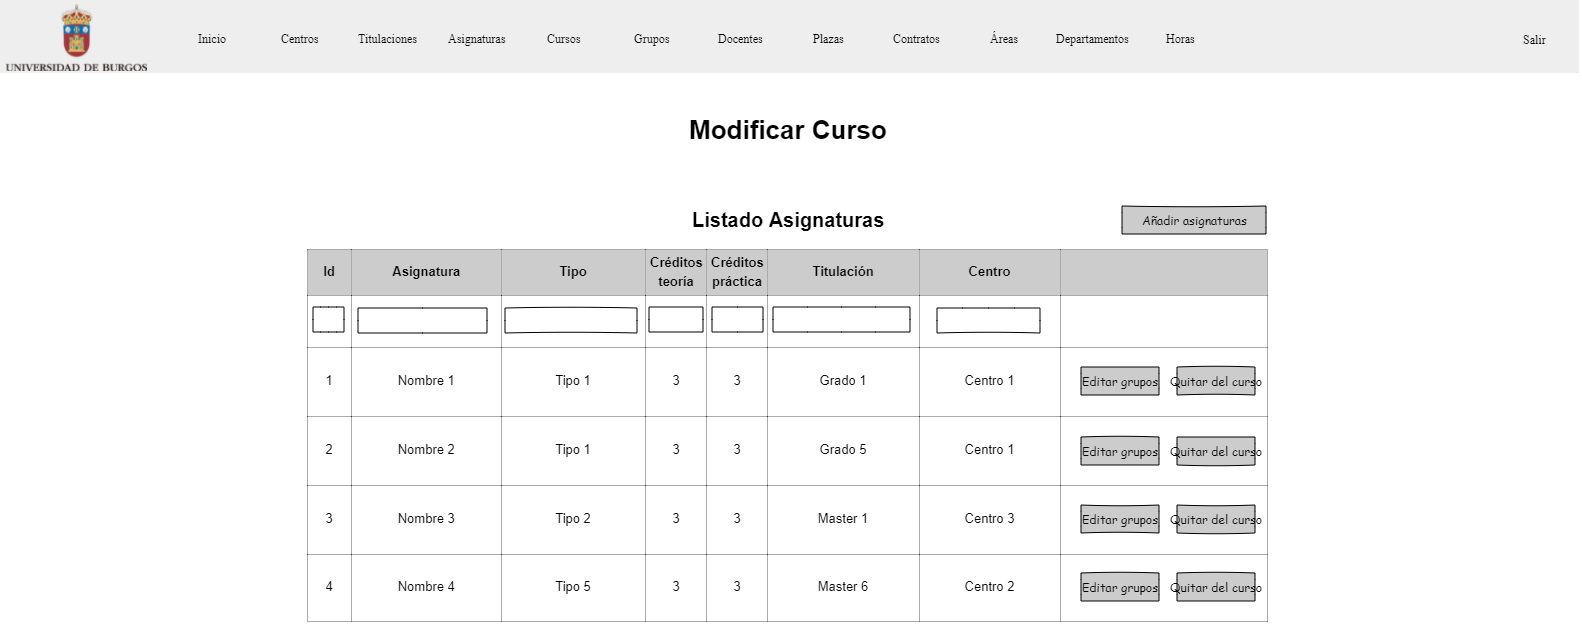 UNIVERSIDAD DE BURGOS
Inicio Centros Titulaciones Asignaturas Cursos Grupos Docentes Plazas Contratos Áreas Departamentos Horas Salir
Modificar Curso
Listado Asignaturas Añadir asignaturas
Id Asignatura Tipo Créditos teoría Créditos práctica Titulación Centro
1 Nombre 1 Tipo 1 3 3 Grado 1 Centro 1 Editar grupos Quitar del curso
2 Nombre 2 Tipo 1 3 3 Grado 5 Centro 1 Editar grupos Quitar del curso
3 Nombre 3 Tipo 2 3 3 Master 1 Centro 3 Editar grupos Quitar del curso
4 Nombre 4 Tipo 5 3 3 Master 6 Centro 2 Editar grupos Quitar del curso